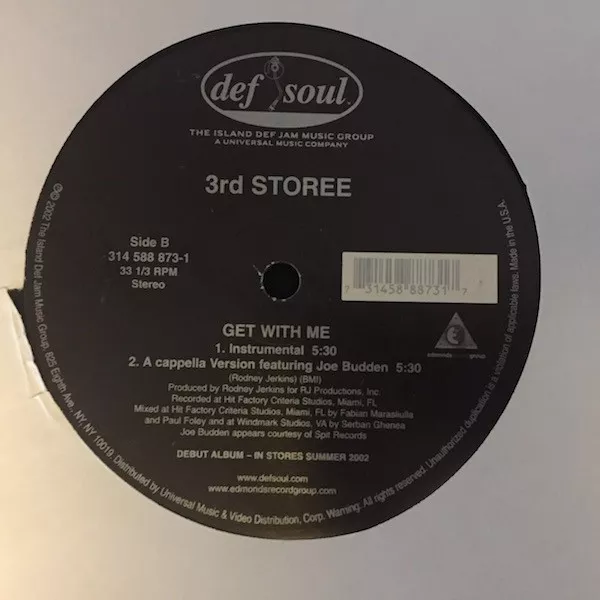 def soul
THE ISLAND DEF JAM MUSIC GROUP
A UNIVERSAL MUSIC COMPANY
3rd STOREE
Side B
314 588 873-1
33 1/3 RPM
Stereo
7 31458 88731 7
GET WITH ME
1. Instrumental 5:30
2. A cappella Version featuring Joe Budden 5:30
(Rodney Jerkins) (BMI)
Produced by Rodney Jerkins for RJ Productions, Inc.
Recorded at Hit Factory Criteria Studios, Miami, FL
Mixed at Hit Factory Criteria Studios, Miami, FL by Fabian Marasiulls
and Paul Foley and at Windmark Studios, VA by Serban Ghenea
Joe Budden appears courtesy of Spit Records
DEBUT ALBUM – IN STORES SUMMER 2002
www.defsoul.com
www.edmondsrecordgroup.com
edmonds group
℗© 2002 The Island Def Jam Music Group, 825 Eighth Ave., NY, NY 10019. Distributed by Universal Music & Video Distribution, Corp. Warning: All rights reserved. Unauthorized duplication is a violation of applicable laws. Made in the U.S.A.